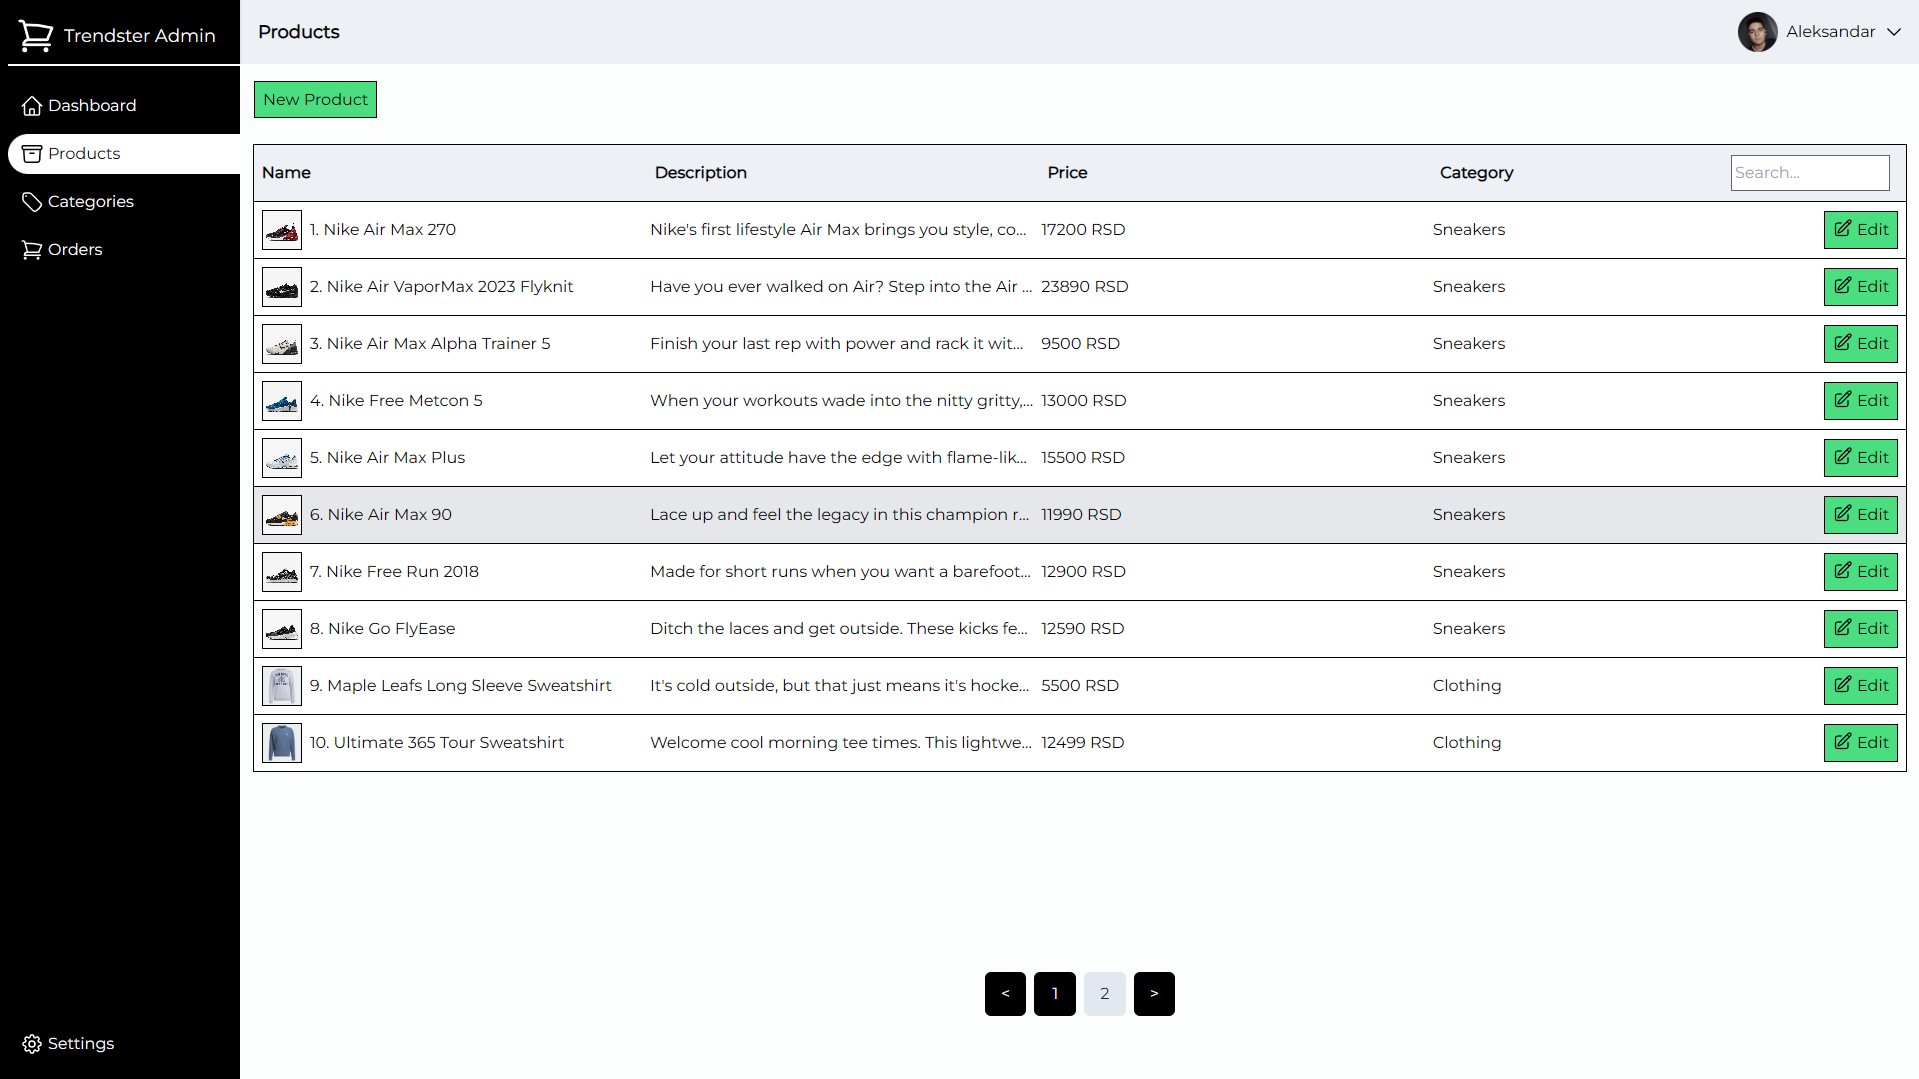 Trendster Admin
Products
Aleksandar
Dashboard
Products
Categories
Orders
Settings
New Product
Name Description Price Category Search...
1. Nike Air Max 270 Nike's first lifestyle Air Max brings you style, co... 17200 RSD Sneakers Edit
2. Nike Air VaporMax 2023 Flyknit Have you ever walked on Air? Step into the Air ... 23890 RSD Sneakers Edit
3. Nike Air Max Alpha Trainer 5 Finish your last rep with power and rack it wit... 9500 RSD Sneakers Edit
4. Nike Free Metcon 5 When your workouts wade into the nitty gritty,... 13000 RSD Sneakers Edit
5. Nike Air Max Plus Let your attitude have the edge with flame-lik... 15500 RSD Sneakers Edit
6. Nike Air Max 90 Lace up and feel the legacy in this champion r... 11990 RSD Sneakers Edit
7. Nike Free Run 2018 Made for short runs when you want a barefoot... 12900 RSD Sneakers Edit
8. Nike Go FlyEase Ditch the laces and get outside. These kicks fe... 12590 RSD Sneakers Edit
9. Maple Leafs Long Sleeve Sweatshirt It's cold outside, but that just means it's hocke... 5500 RSD Clothing Edit
10. Ultimate 365 Tour Sweatshirt Welcome cool morning tee times. This lightwe... 12499 RSD Clothing Edit
< 1 2 >